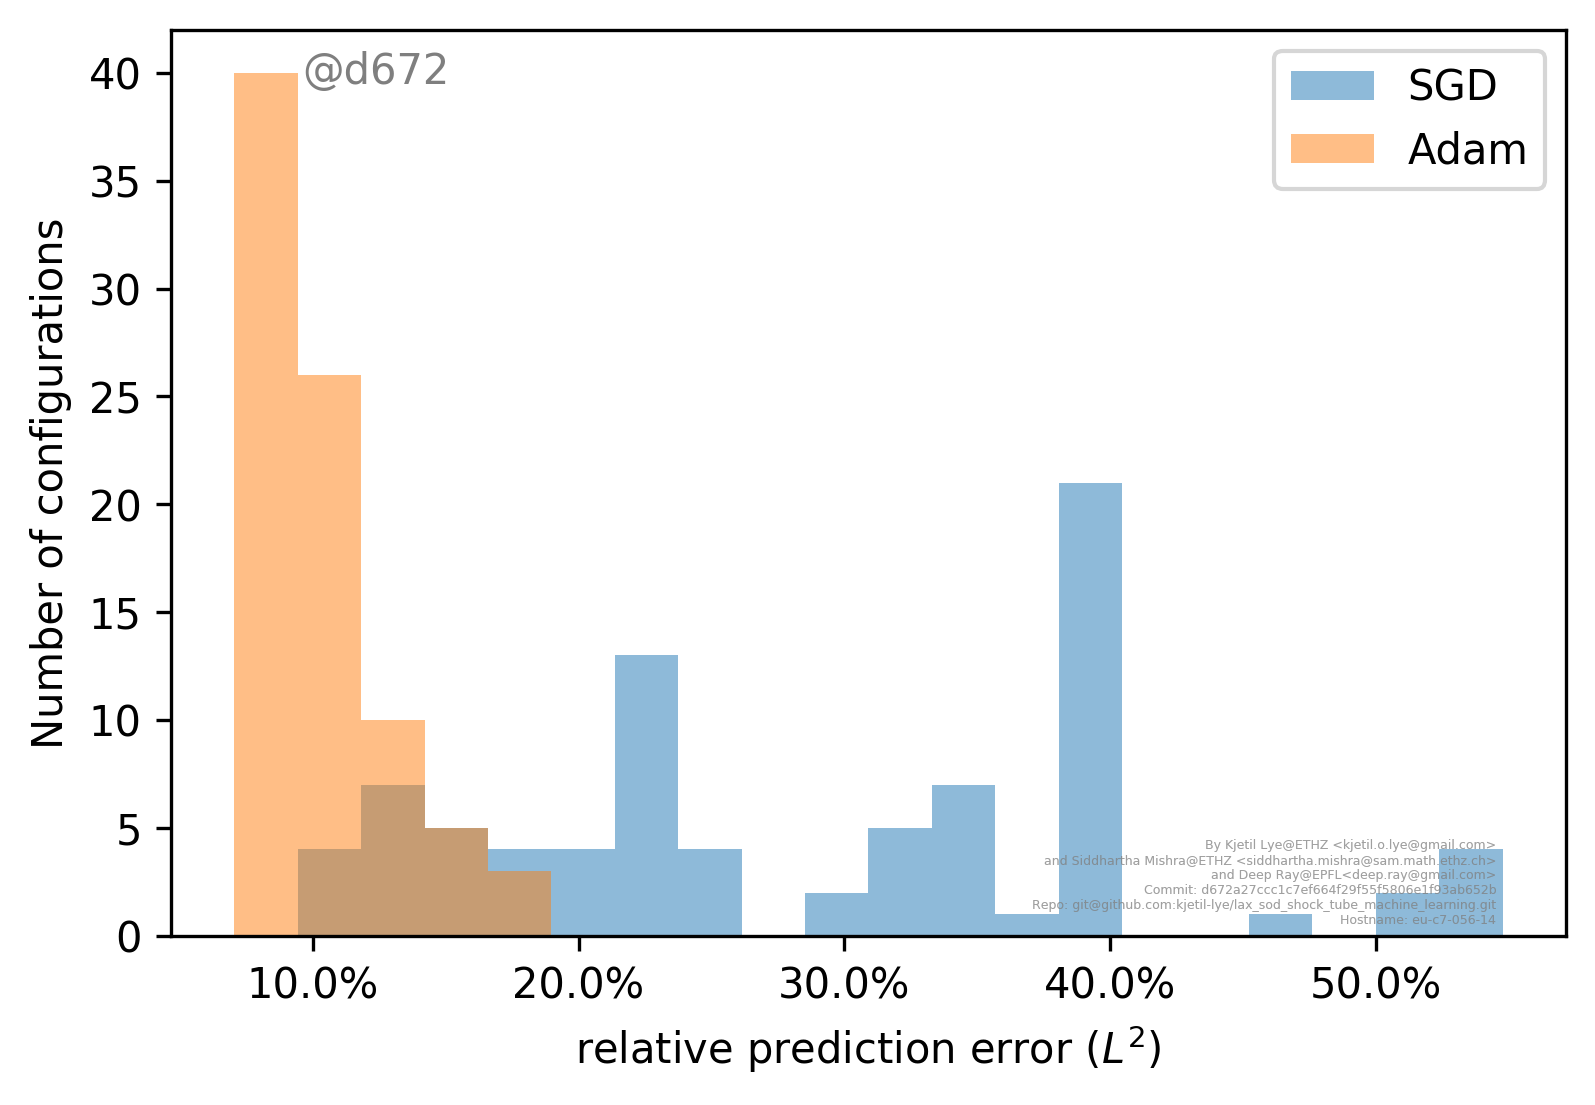 @d672
SGD
Adam
40
35
30
25
20
15
10
5
0
Number of configurations
By Kjetil Lye@ETHZ <kjetil.o.lye@gmail.com>
and Siddhartha Mishra@ETHZ <siddhartha.mishra@sam.math.ethz.ch>
and Deep Ray@EPFL<deep.ray@gmail.com>
Commit: d672a27ccc1c7ef664f29f55f5806e1f93ab652b
Repo: git@github.com:kjetil-lye/lax_sod_shock_tube_machine_learning.git
Hostname: eu-c7-056-14
10.0% 20.0% 30.0% 40.0% 50.0%
relative prediction error (L²)